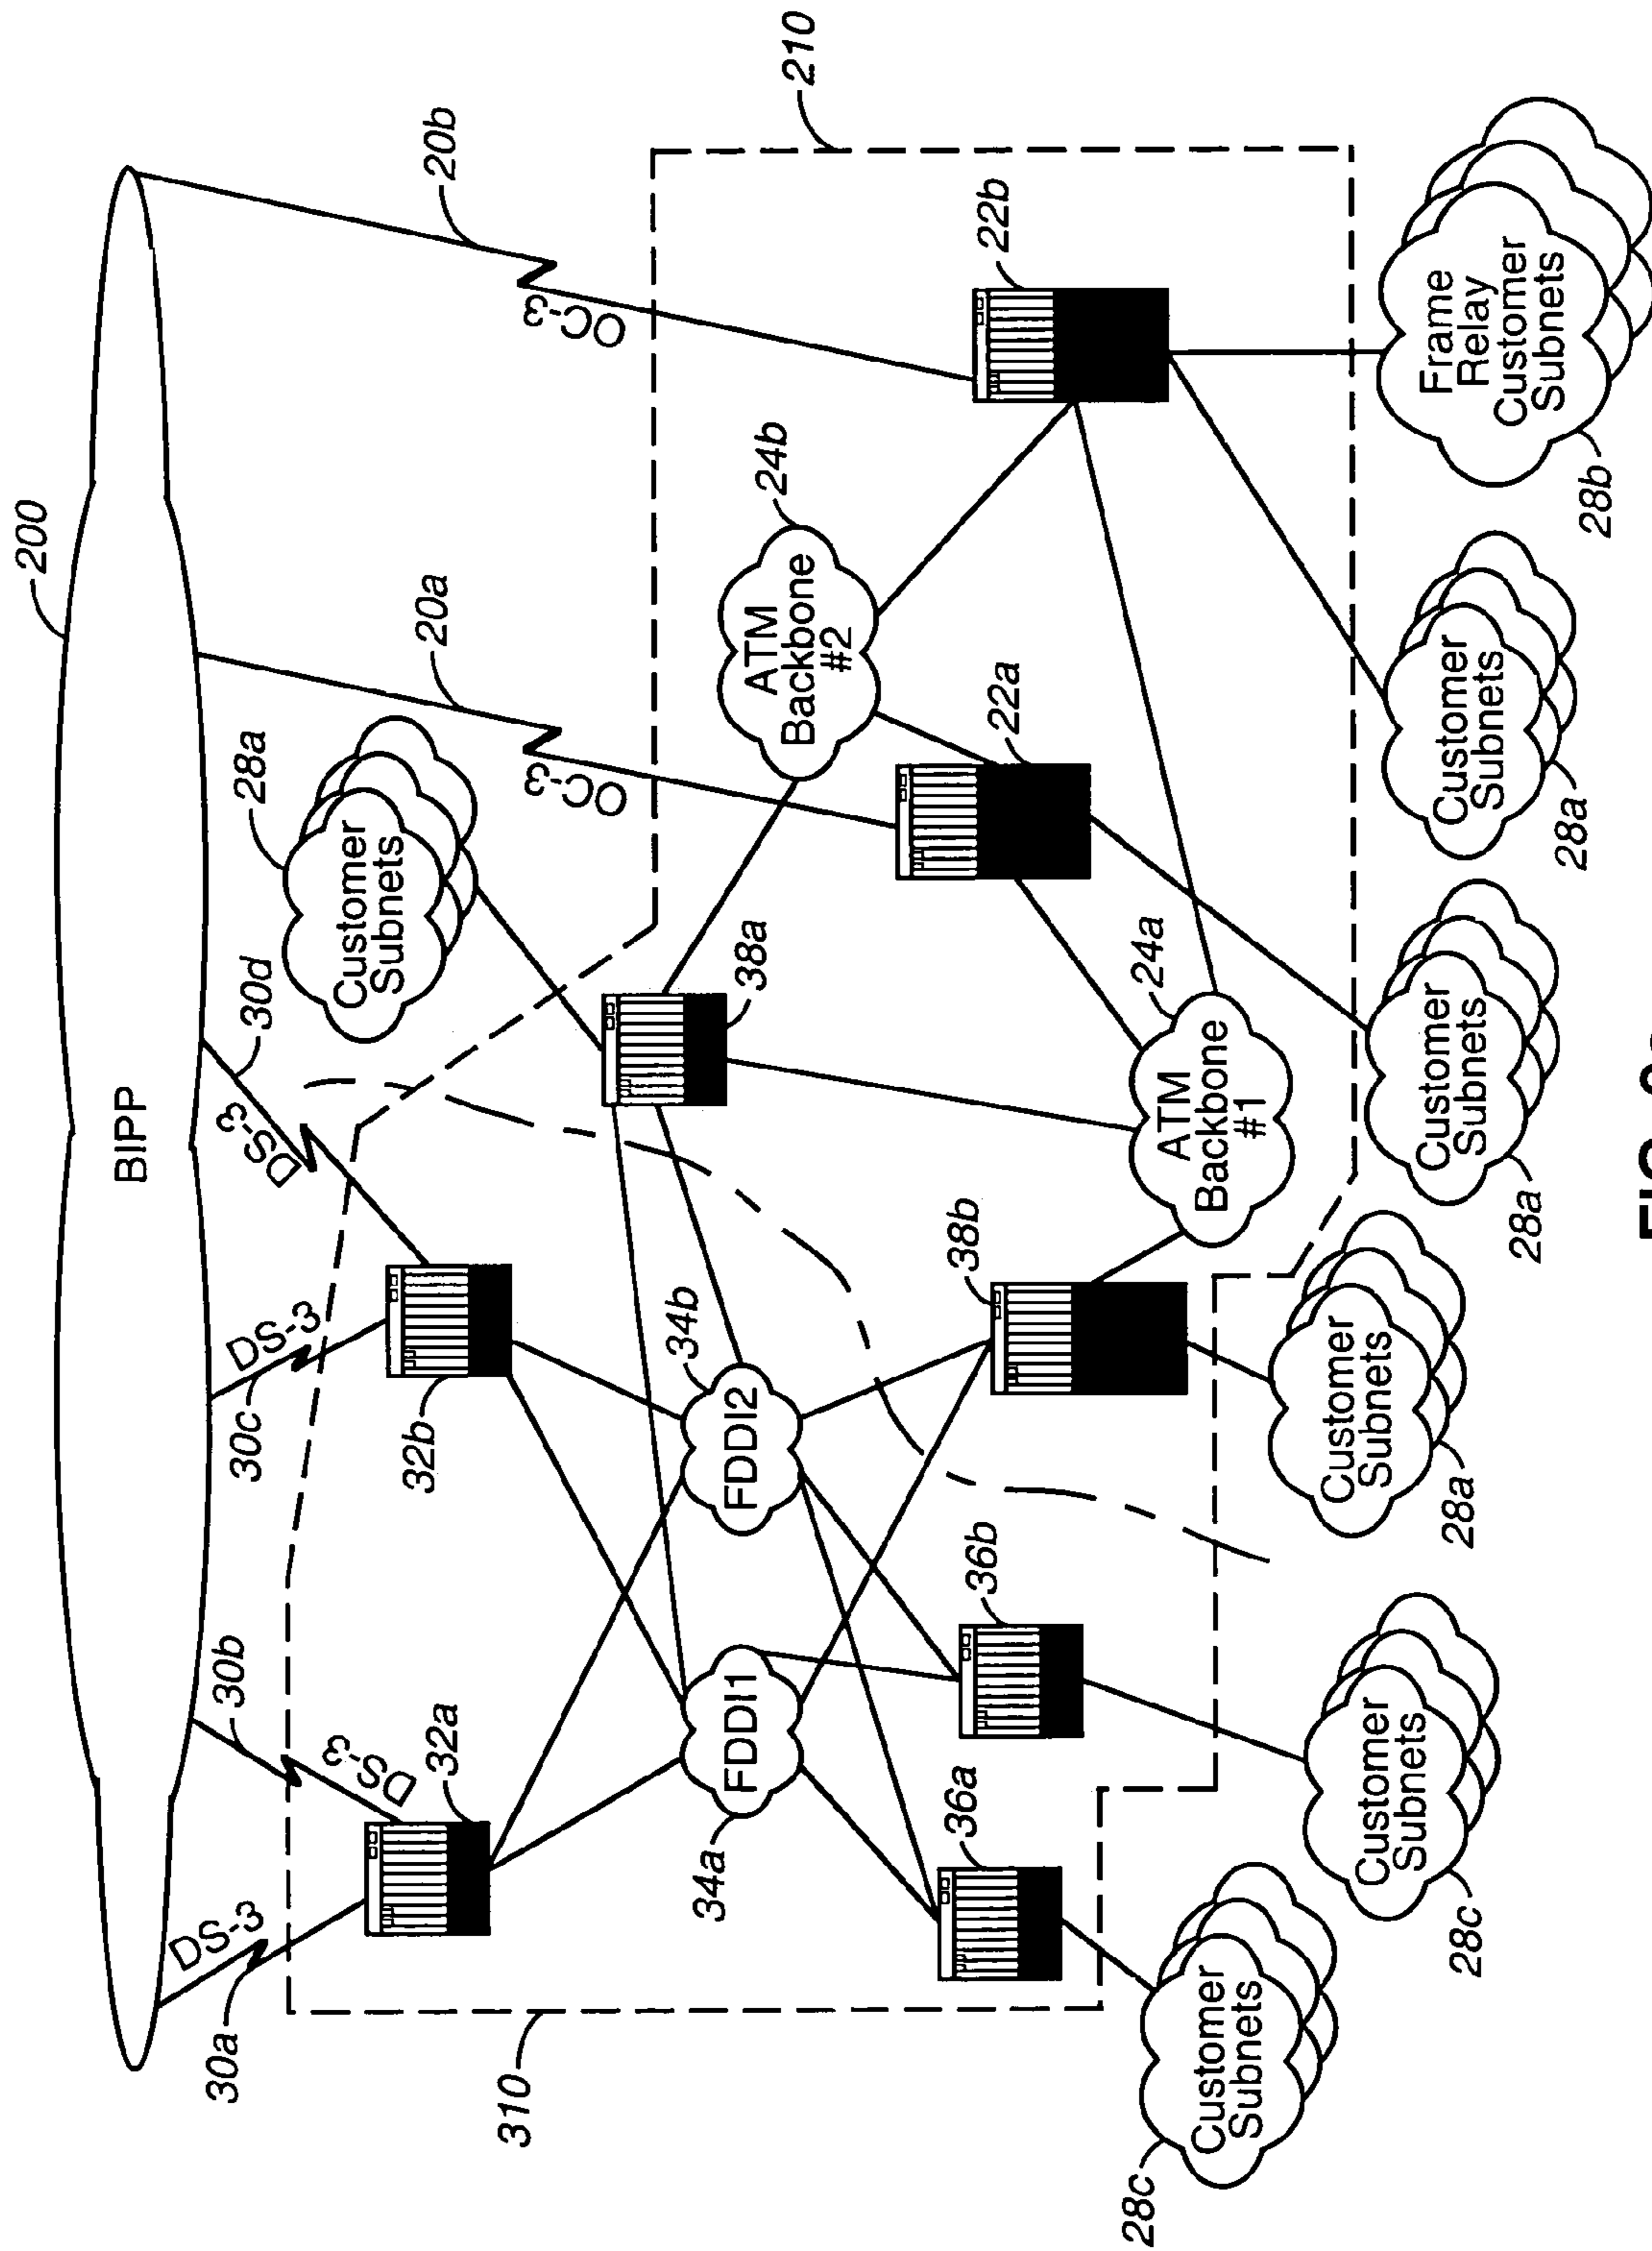 200
BIPP
30a
DS-3
30b
DS-3
30c
DS-3
30d
DS-3
28a
Customer
Subnets
20a
OC-3
20b
OC-3
310
32a
32b
34a
FDDI1
34b
FDDI2
38a
ATM
Backbone
#2
24b
210
36a
36b
38b
22a
22b
24a
ATM
Backbone
#1
28c
Customer
Subnets
28c
Customer
Subnets
28a
Customer
Subnets
28a
Customer
Subnets
28a
Customer
Subnets
28b
Frame
Relay
Customer
Subnets